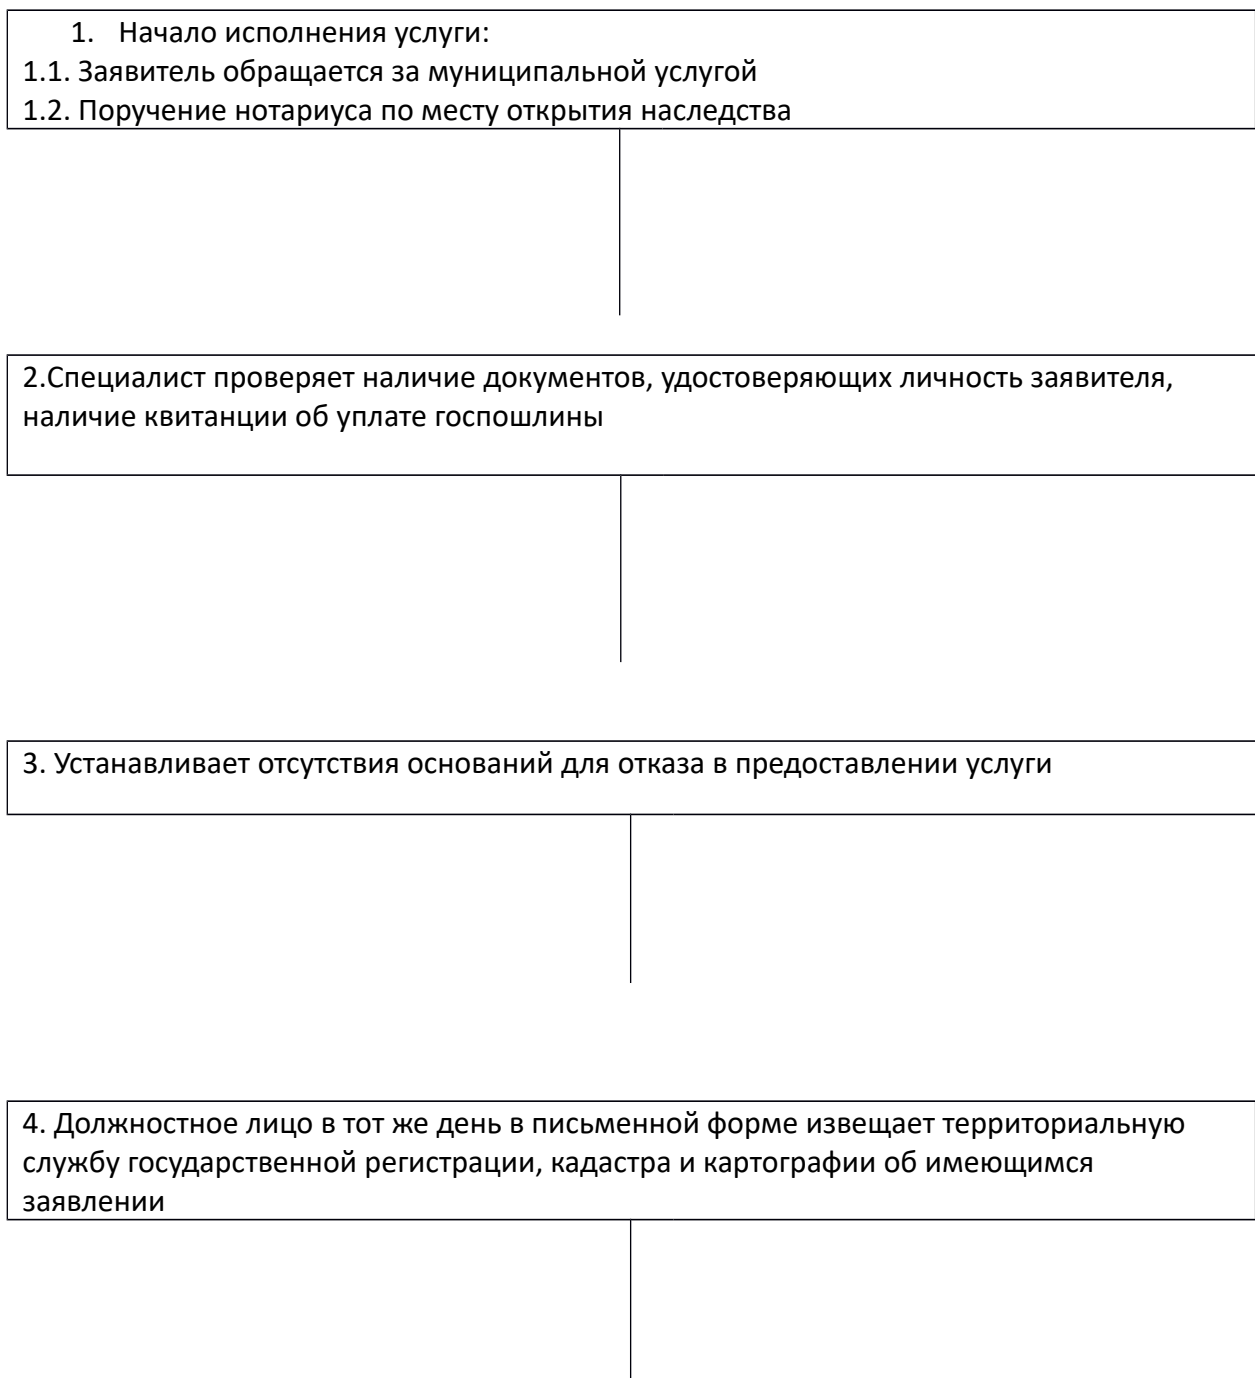 1. Начало исполнения услуги:
1.1. Заявитель обращается за муниципальной услугой
1.2. Поручение нотариуса по месту открытия наследства
2.Специалист проверяет наличие документов, удостоверяющих личность заявителя,
наличие квитанции об уплате госпошлины
3. Устанавливает отсутствия оснований для отказа в предоставлении услуги
4. Должностное лицо в тот же день в письменной форме извещает территориальную
службу государственной регистрации, кадастра и картографии об имеющимся
заявлении